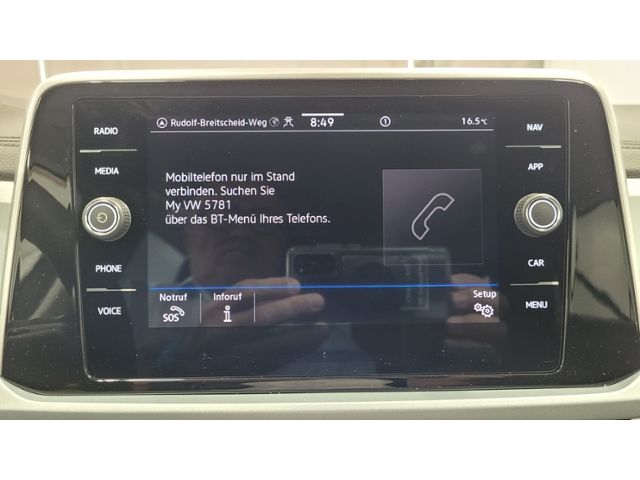 RADIO
MEDIA
PHONE
VOICE
Rudolf-Breitscheid-Weg 8:49 1 16.5°C
Mobiltelefon nur im Stand
verbinden. Suchen Sie
My VW 5781
über das BT-Menü Ihres Telefons.
Notruf Inforuf Setup
SOS
NAV
APP
CAR
MENU